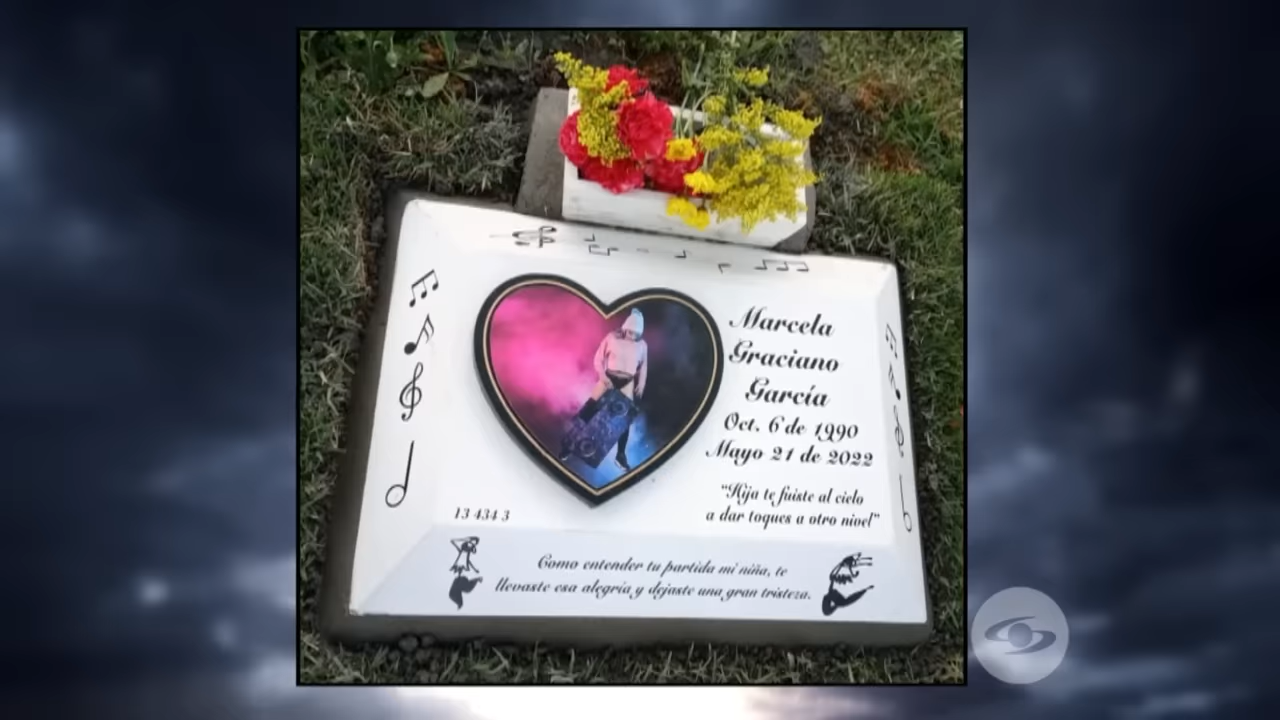 Marcela
Graciano
García
Oct. 6 de 1990
Mayo 21 de 2022
"Hija te fuiste al cielo
a dar toques a otro nivel"
13 434 3
Como entender tu partida mi niña, te
llevaste esa alegría y dejaste una gran tristeza.